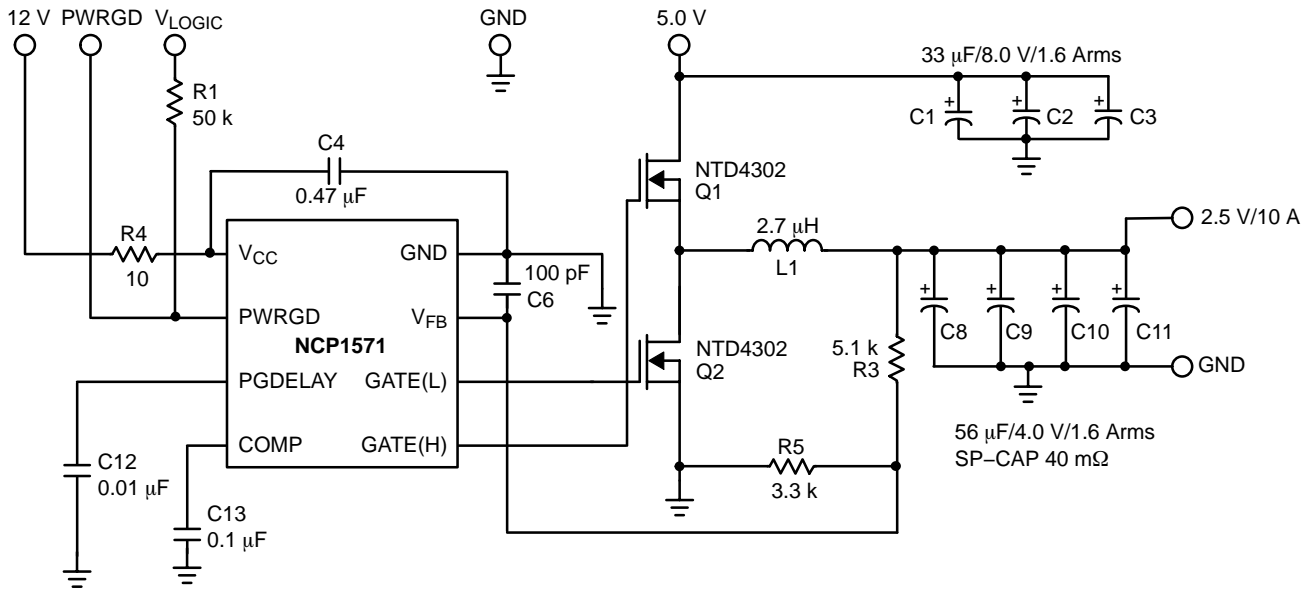 12 V PWRGD VLOGIC GND 5.0 V
33 μF/8.0 V/1.6 Arms
R1
50 k
C1 C2 C3
+ + +
C4
0.47 μF
NTD4302
Q1
2.5 V/10 A
R4
10
2.7 μH
L1
VCC GND
100 pF
C6
PWRGD VFB
NCP1571
+ + + +
C8 C9 C10 C11
NTD4302
Q2
5.1 k
R3
GND
PGDELAY GATE(L)
COMP GATE(H)
56 μF/4.0 V/1.6 Arms
SP–CAP 40 mΩ
R5
3.3 k
C12
0.01 μF
C13
0.1 μF